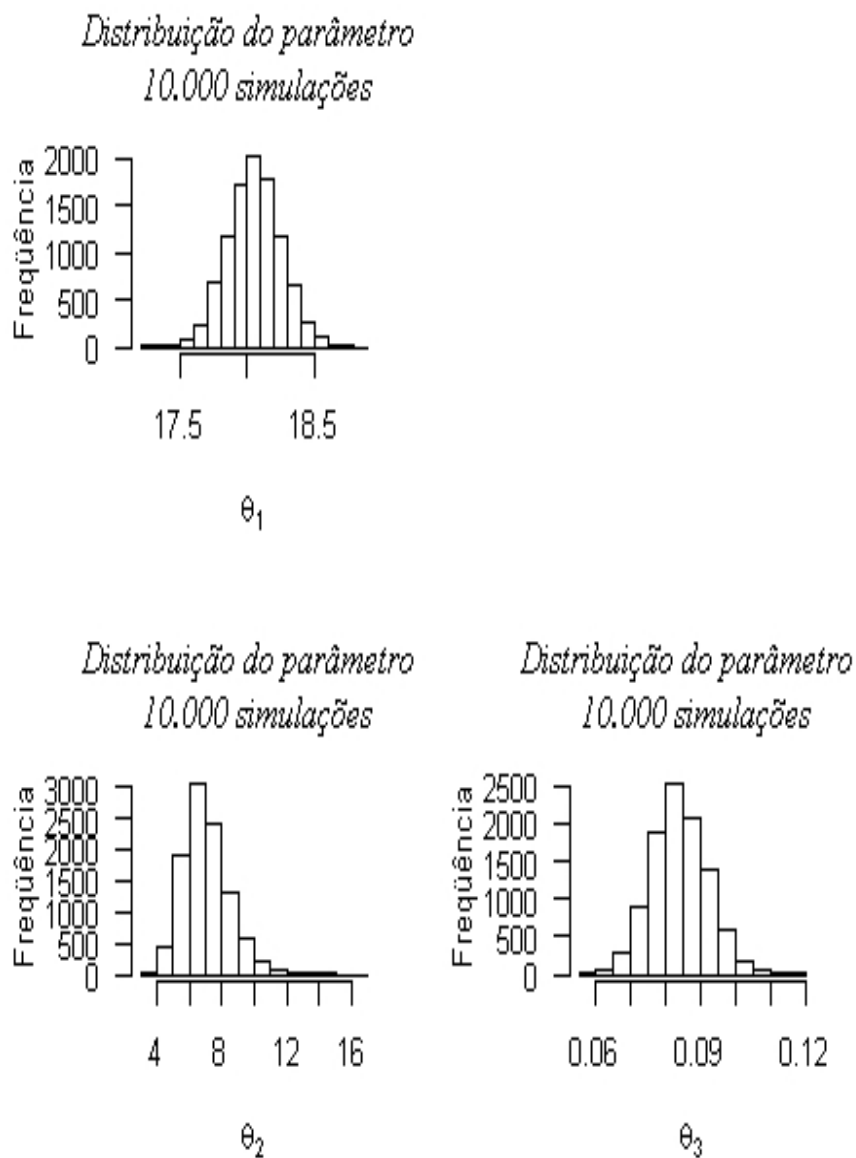 Distribuição do parâmetro
10.000 simulações
Freqüência
2000
1500
1000
500
0
17.5 18.5
θ1
Distribuição do parâmetro
10.000 simulações
Freqüência
3000
2500
2000
1500
1000
500
0
4 8 12 16
θ2
Distribuição do parâmetro
10.000 simulações
Freqüência
2500
2000
1500
1000
500
0
0.06 0.09 0.12
θ3